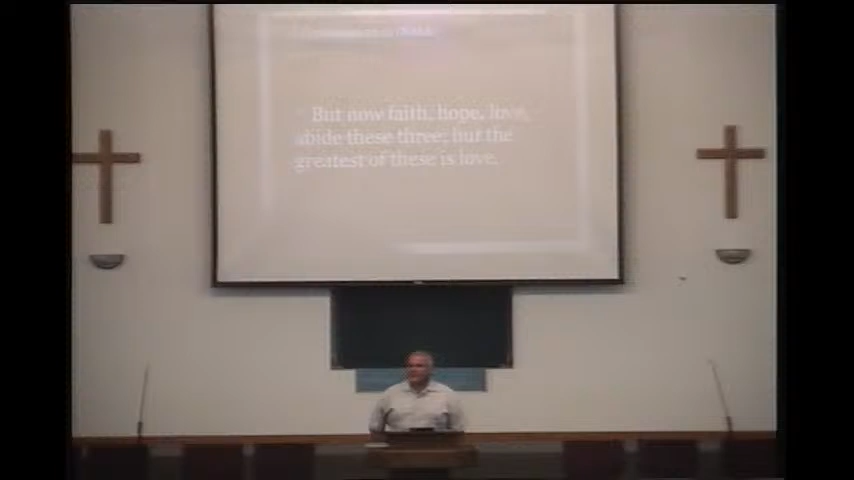 But now faith, hope, love,
abide these three; but the
greatest of these is love.